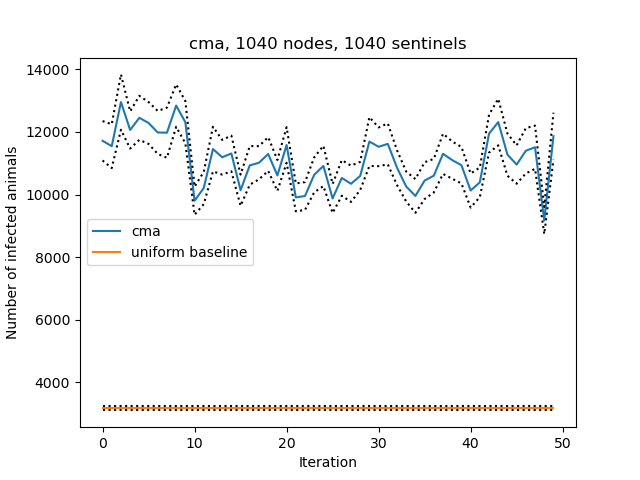 cma, 1040 nodes, 1040 sentinels
14000
12000
10000
8000
6000
4000
Number of infected animals
cma
uniform baseline
0
10
20
30
40
50
Iteration